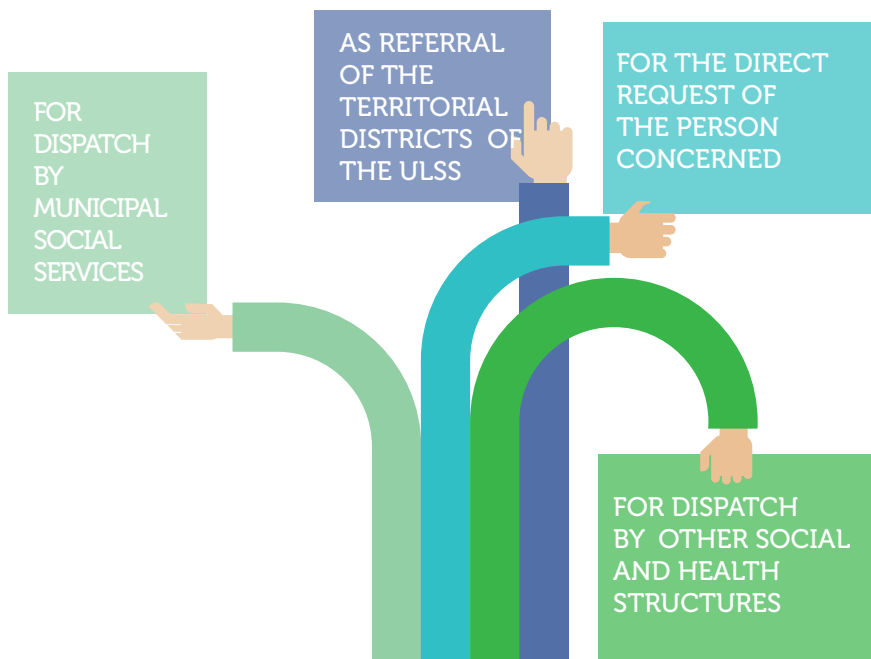 FOR
DISPATCH
BY
MUNICIPAL
SOCIAL
SERVICES
AS REFERRAL
OF THE
TERRITORIAL
DISTRICTS OF
THE ULSS
FOR THE DIRECT
REQUEST OF
THE PERSON
CONCERNED
FOR DISPATCH
BY OTHER SOCIAL
AND HEALTH
STRUCTURES